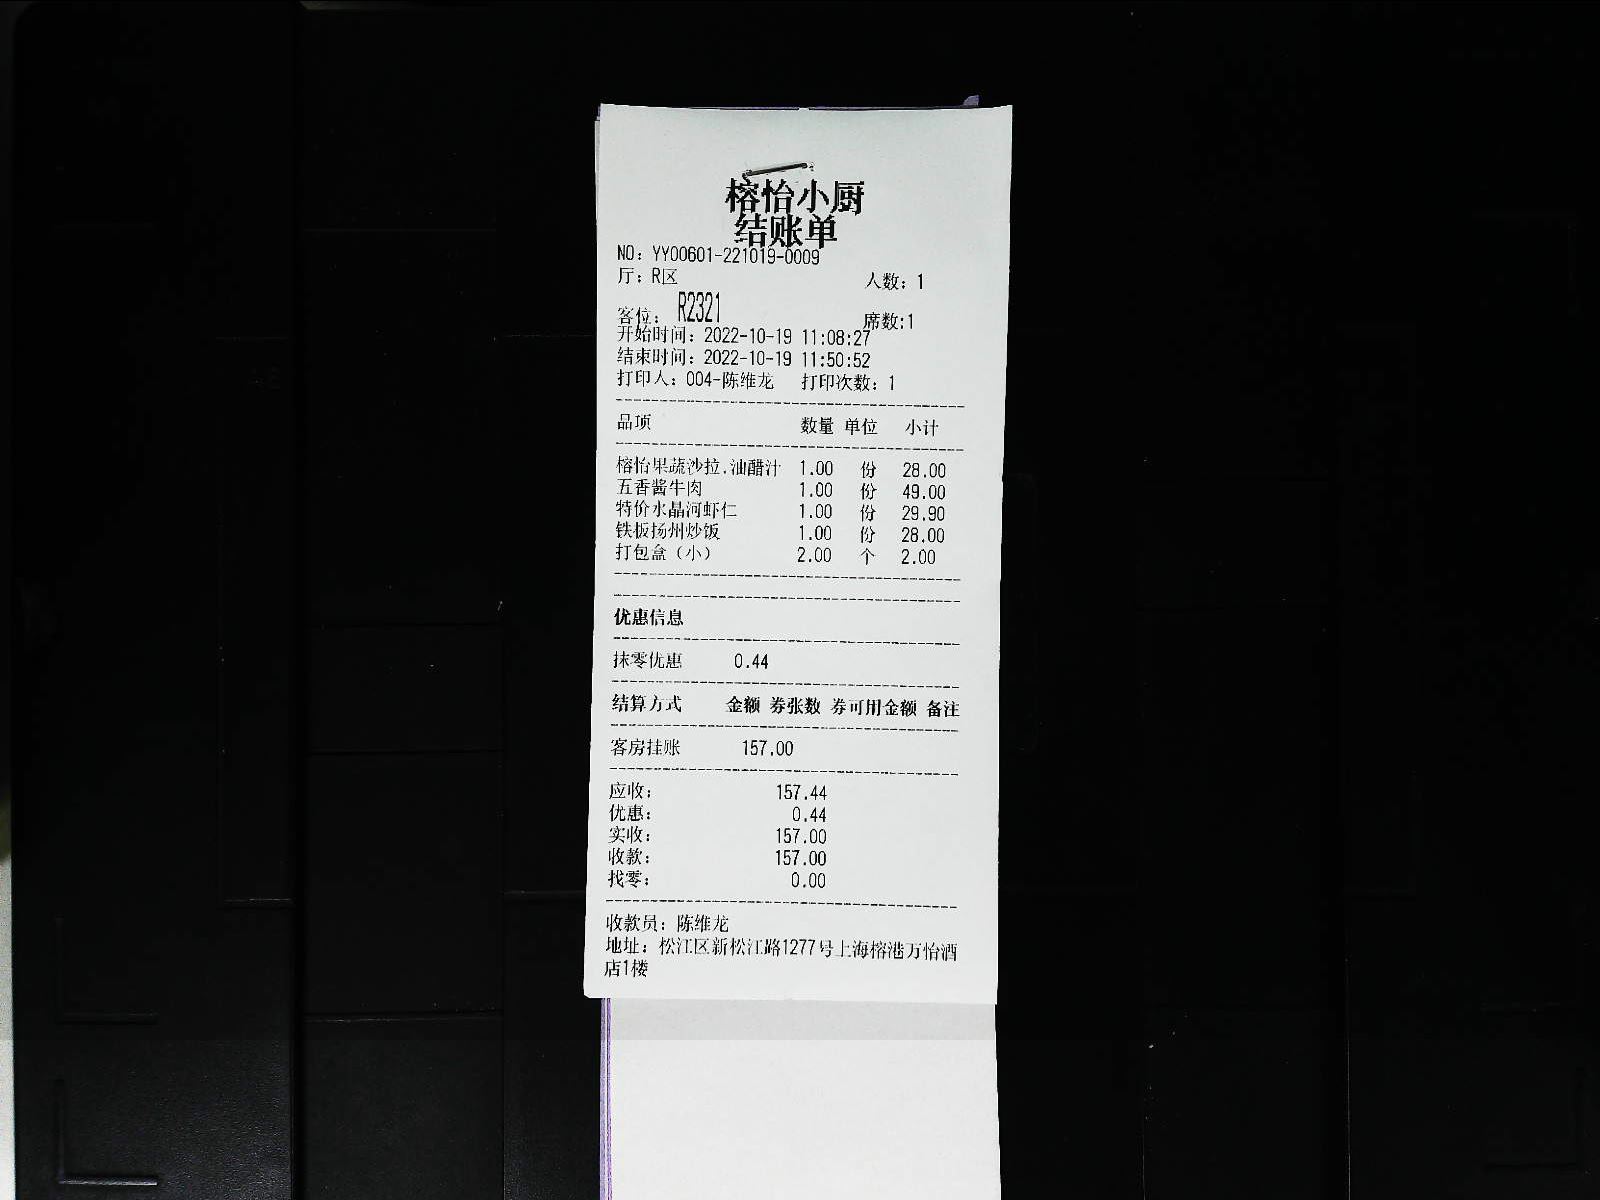 榕怡小厨
结账单
NO: YY00601-221019-0009
厅: R区 人数: 1
客位: R2321 席数:1
开始时间: 2022-10-19 11:08:27
结束时间: 2022-10-19 11:50:52
打印人: 004-陈维龙 打印次数: 1
品项 数量 单位 小计
榕怡果蔬沙拉.油醋汁 1.00 份 28.00
五香酱牛肉 1.00 份 49.00
特价水晶河虾仁 1.00 份 29.90
铁板扬州炒饭 1.00 份 28.00
打包盒（小） 2.00 个 2.00
优惠信息
抹零优惠 0.44
结算方式 金额 券张数 券可用金额 备注
客房挂账 157.00
应收: 157.44
优惠: 0.44
实收: 157.00
收款: 157.00
找零: 0.00
收款员: 陈维龙
地址: 松江区新松江路1277号上海榕港万怡酒
店1楼